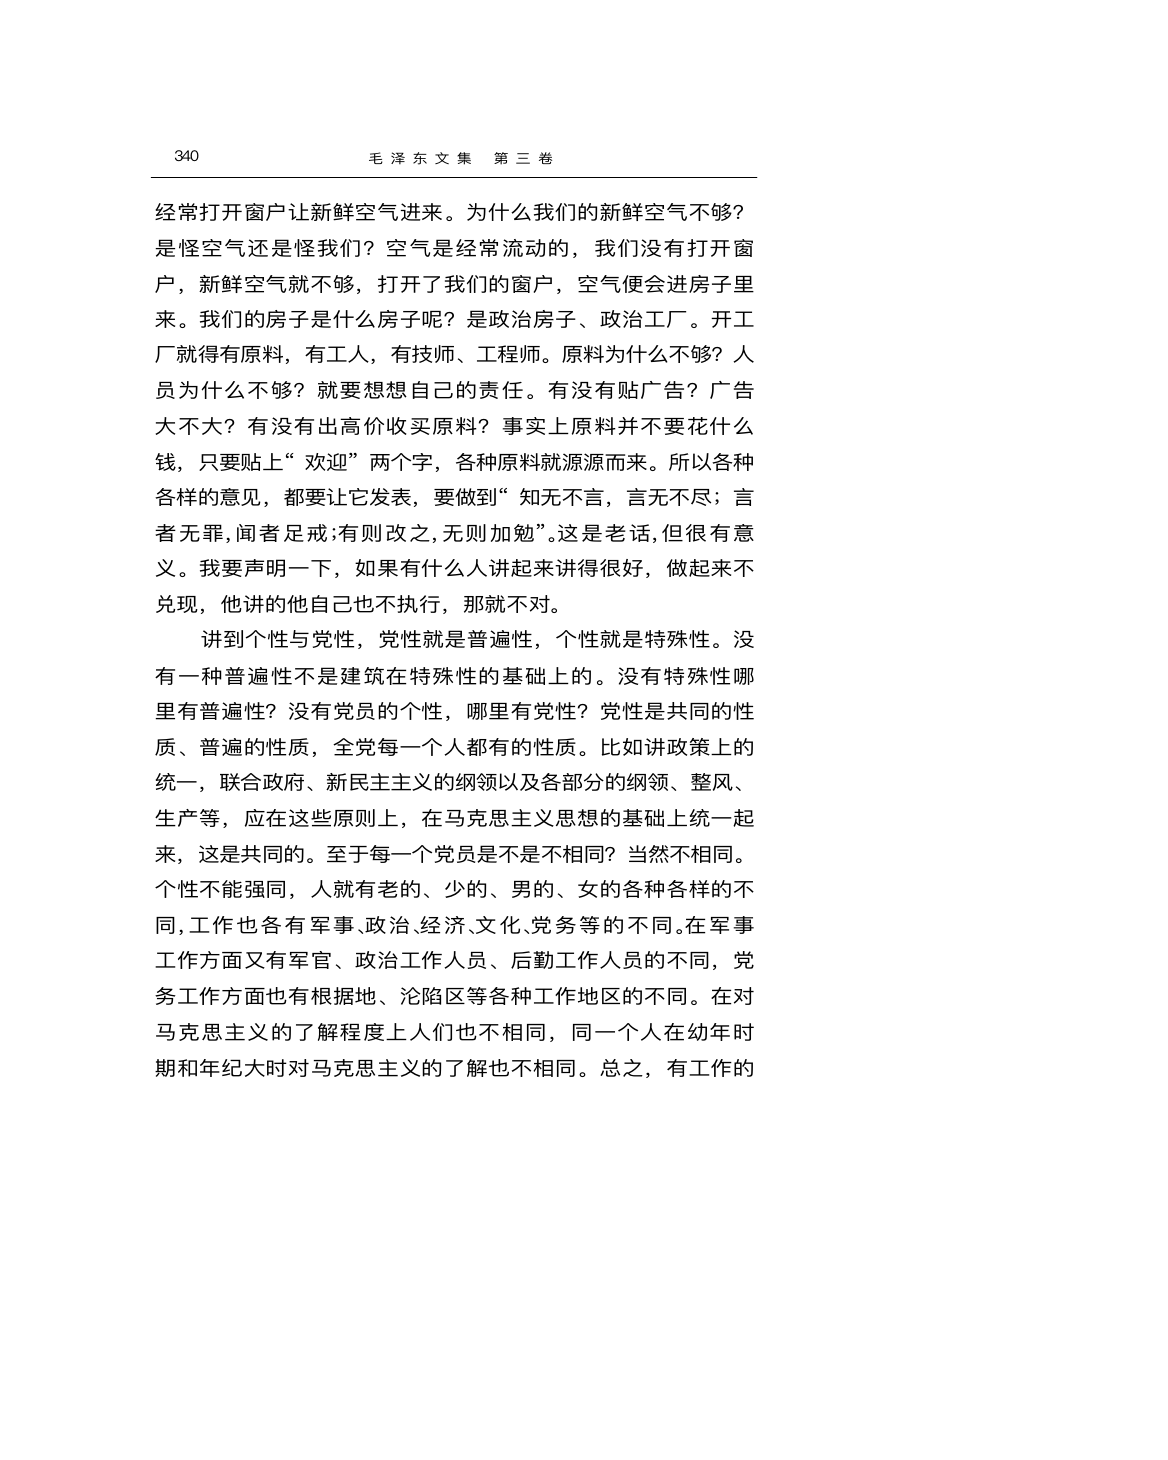 340 毛泽东文集 第三卷
经常打开窗户让新鲜空气进来。为什么我们的新鲜空气不够？
是怪空气还是怪我们？空气是经常流动的，我们没有打开窗
户，新鲜空气就不够，打开了我们的窗户，空气便会进房子里
来。我们的房子是什么房子呢？是政治房子、政治工厂。开工
厂就得有原料，有工人，有技师、工程师。原料为什么不够？人
员为什么不够？就要想想自己的责任。有没有贴广告？广告
大不大？有没有出高价收买原料？事实上原料并不要花什么
钱，只要贴上“欢迎”两个字，各种原料就源源而来。所以各种
各样的意见，都要让它发表，要做到“知无不言，言无不尽；言
者无罪,闻者足戒;有则改之,无则加勉”。这是老话,但很有意
义。我要声明一下，如果有什么人讲起来讲得很好，做起来不
兑现，他讲的他自己也不执行，那就不对。
讲到个性与党性，党性就是普遍性，个性就是特殊性。没
有一种普遍性不是建筑在特殊性的基础上的。没有特殊性哪
里有普遍性？没有党员的个性，哪里有党性？党性是共同的性
质、普遍的性质，全党每一个人都有的性质。比如讲政策上的
统一，联合政府、新民主主义的纲领以及各部分的纲领、整风、
生产等，应在这些原则上，在马克思主义思想的基础上统一起
来，这是共同的。至于每一个党员是不是不相同？当然不相同。
个性不能强同，人就有老的、少的、男的、女的各种各样的不
同,工作也各有军事、政治、经济、文化、党务等的不同。在军事
工作方面又有军官、政治工作人员、后勤工作人员的不同，党
务工作方面也有根据地、沦陷区等各种工作地区的不同。在对
马克思主义的了解程度上人们也不相同，同一个人在幼年时
期和年纪大时对马克思主义的了解也不相同。总之，有工作的